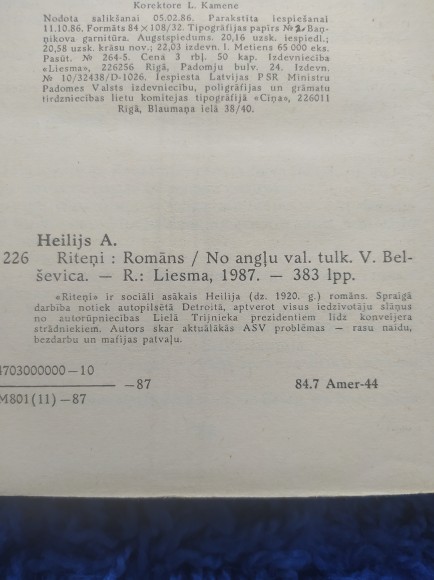 Korektore L. Kamene
Nodota salikšanai 05.02.86. Parakstīta iespiešanai
11.10.86. Formāts 84×108/32. Tipogrāfijas papīrs № 2. Baņ-
ņikova garnitūra. Augstspiedums. 20,16 uzsk. iespiedl.;
20,58 uzsk. krāsu nov.; 22,03 izdevn. l. Metiens 65 000 eks.
Pasūt. № 264-5. Cena 3 rbļ. 50 kap. Izdevniecība
«Liesma», 226256 Rīgā, Padomju bulv. 24. Izdevn.
№ 10/32438/D-1026. Iespiesta Latvijas PSR Ministru
Padomes Valsts izdevniecību, poligrāfijas un grāmatu
tirdzniecības lietu komitejas tipogrāfijā «Cīņa», 226011
Rīgā, Blaumaņa ielā 38/40.
Heilijs A.
226 Riteņi : Romāns / No angļu val. tulk. V. Bel-
ševica. — R.: Liesma, 1987. — 383 lpp.
«Riteņi» ir sociāli asākais Heilija (dz. 1920. g.) romāns. Spraigā
darbība notiek autopilsētā Detroitā, aptverot visus iedzīvotāju slāņus
no autorūpniecības Lielā Trijnieka prezidentiem līdz konveijera
strādniekiem. Autors skar aktuālākās ASV problēmas — rasu naidu,
bezdarbu un mafijas patvaļu.
4703000000—10
—87 84.7 Amer-44
M801(11)—87